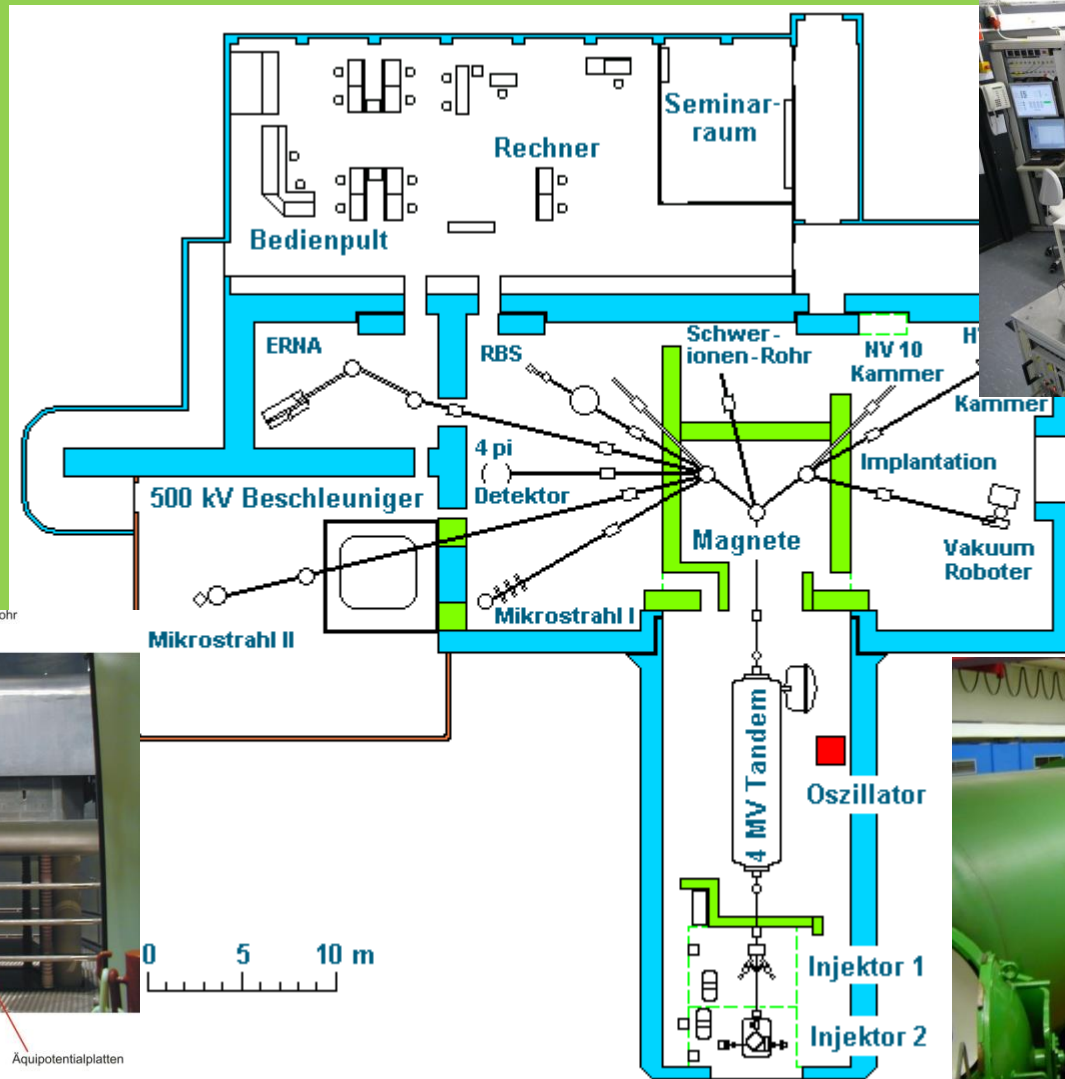 Seminar-
raum
Rechner
Bedienpult
ERNA
RBS
Schwer-
ionen-Rohr
NV 10
Kammer
Kammer
4 pi
Detektor
Implantation
500 kV Beschleuniger
Magnete
Vakuum
Roboter
Mikrostrahl I
Mikrostrahl II
4 MV Tandem
Oszillator
0 5 10 m
Injektor 1
Injektor 2
Äquipotentialplatten